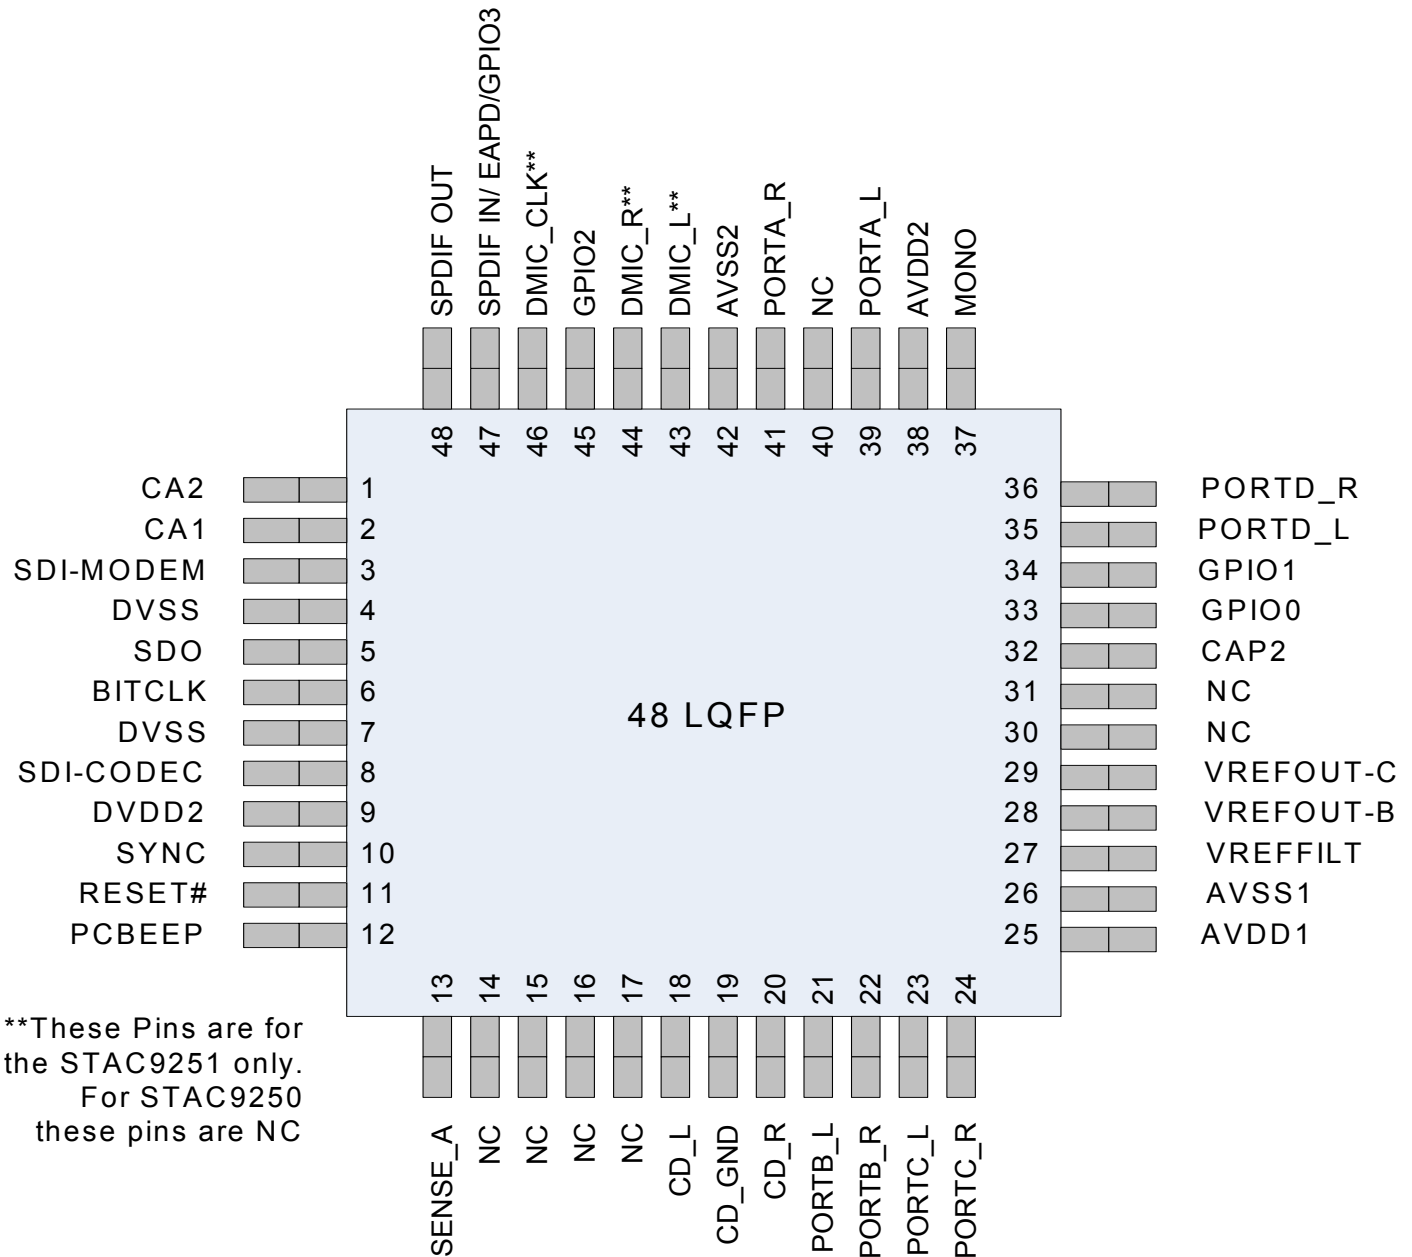 SPDIF OUT
SPDIF IN/ EAPD/GPIO3
DMIC_CLK**
GPIO2
DMIC_R**
DMIC_L**
AVSS2
PORTA_R
NC
PORTA_L
AVDD2
MONO
48
47
46
45
44
43
42
41
40
39
38
37
CA2 1
CA1 2
SDI-MODEM 3
DVSS 4
SDO 5
BITCLK 6
DVSS 7
SDI-CODEC 8
DVDD2 9
SYNC 10
RESET# 11
PCBEEP 12
48 LQFP
36 PORTD_R
35 PORTD_L
34 GPIO1
33 GPIO0
32 CAP2
31 NC
30 NC
29 VREFOUT-C
28 VREFOUT-B
27 VREFFILT
26 AVSS1
25 AVDD1
13
14
15
16
17
18
19
20
21
22
23
24
SENSE_A
NC
NC
NC
NC
CD_L
CD_GND
CD_R
PORTB_L
PORTB_R
PORTC_L
PORTC_R
**These Pins are for
the STAC9251 only.
For STAC9250
these pins are NC